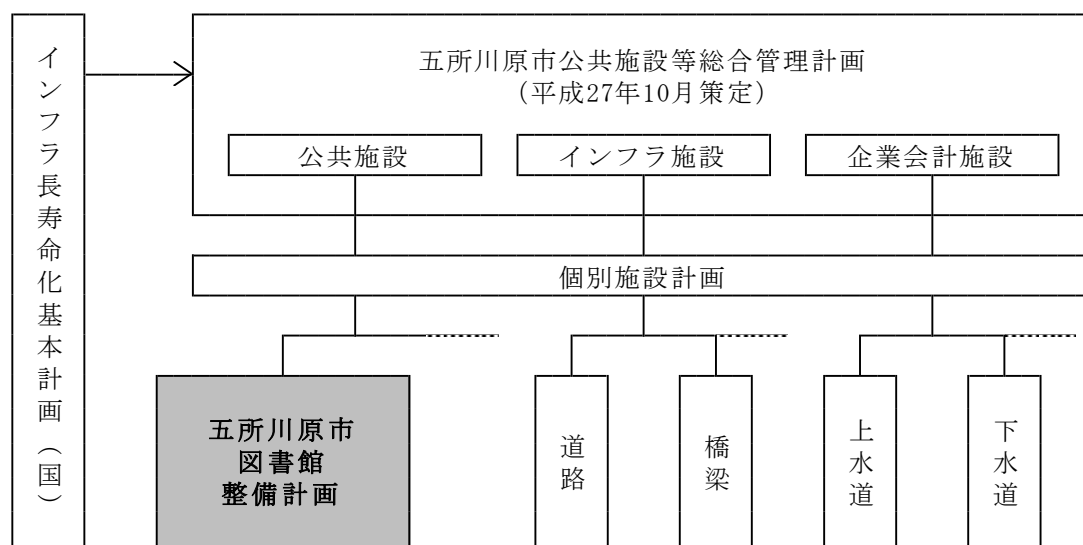 インフラ長寿命化基本計画（国）
五所川原市公共施設等総合管理計画
（平成27年10月策定）
公共施設
インフラ施設
企業会計施設
個別施設計画
五所川原市
図書館
整備計画
道路
橋梁
上水道
下水道